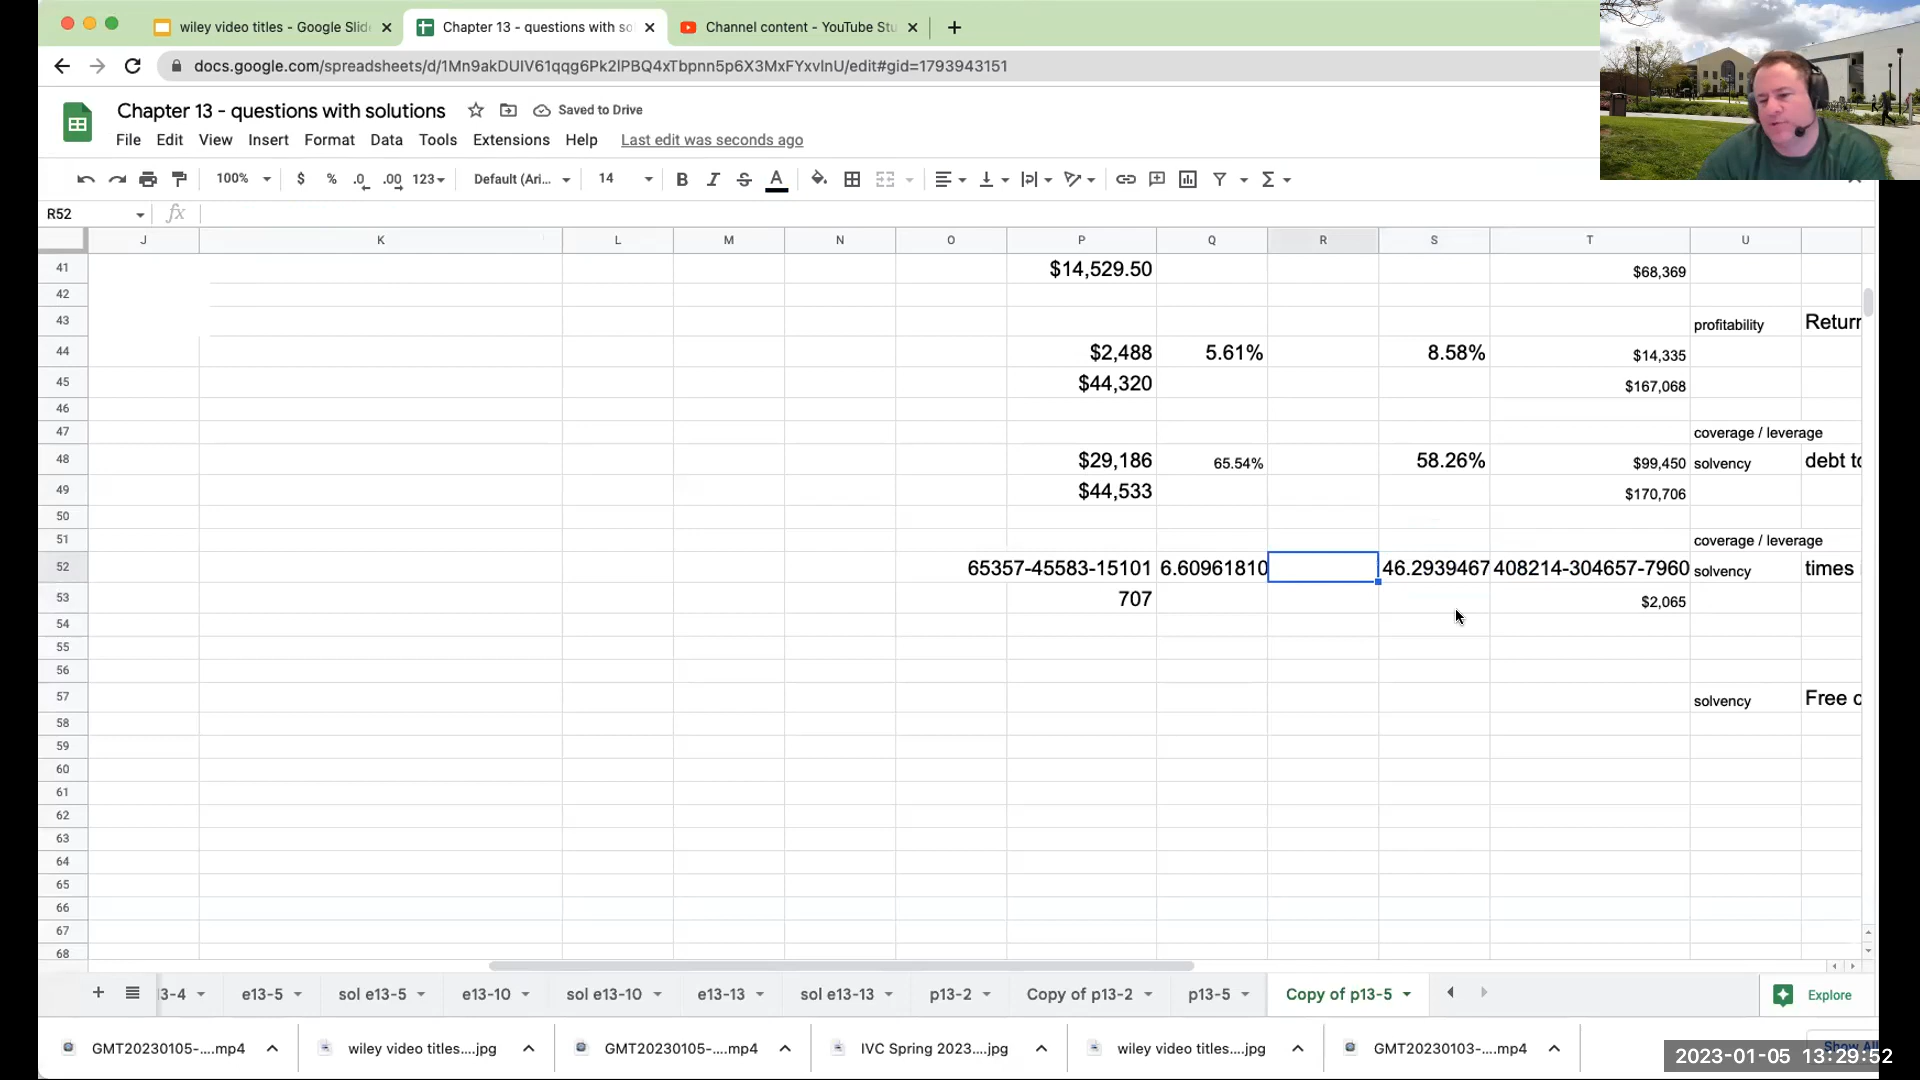 wiley video titles - Google Slide
Chapter 13 - questions with so
Channel content - YouTube Stu
docs.google.com/spreadsheets/d/1Mn9akDUIV61qqg6Pk2IPBQ4xTbpnn5p6X3MxFYxvInU/edit#gid=1793943151
Chapter 13 - questions with solutions
Saved to Drive
File Edit View Insert Format Data Tools Extensions Help Last edit was seconds ago
100% $ % .0 .00 123 Default (Ari... 14 B I S A
R52 fx
J K L M N O P Q R S T U
41 $14,529.50 $68,369
42
43 profitability Return
44 $2,488 5.61% 8.58% $14,335
45 $44,320 $167,068
46
47 coverage / leverage
48 $29,186 65.54% 58.26% $99,450 solvency debt to
49 $44,533 $170,706
50
51 coverage / leverage
52 65357-45583-15101 6.60961810 46.2939467 408214-304657-7960 solvency times
53 707 $2,065
54
55
56
57 solvency Free c
58
59
60
61
62
63
64
65
66
67
68
3-4 e13-5 sol e13-5 e13-10 sol e13-10 e13-13 sol e13-13 p13-2 Copy of p13-2 p13-5 Copy of p13-5 Explore
GMT20230105-....mp4 wiley video titles....jpg GMT20230105-....mp4 IVC Spring 2023....jpg wiley video titles....jpg GMT20230103-....mp4 Show All
2023-01-05 13:29:52